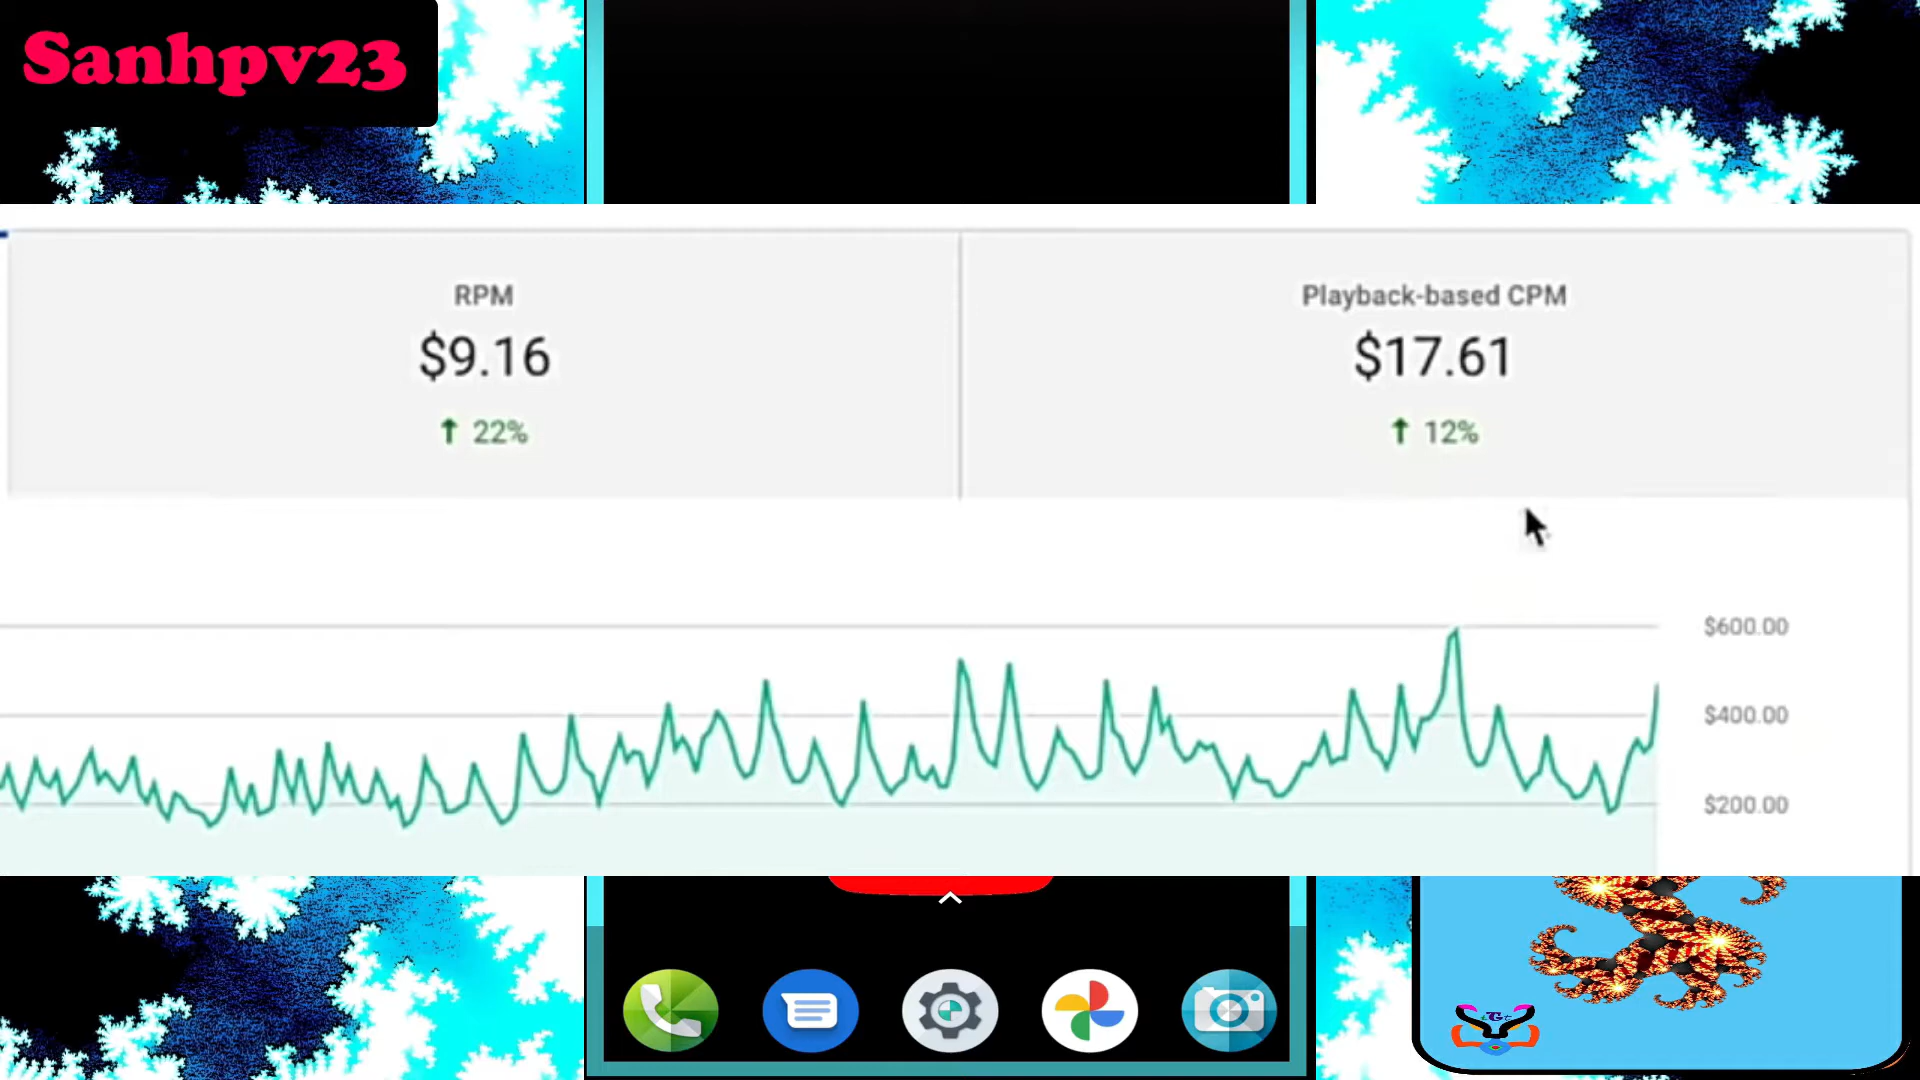 Sanhpv23
RPM
$9.16
↑ 22%
Playback-based CPM
$17.61
↑ 12%
$600.00
$400.00
$200.00